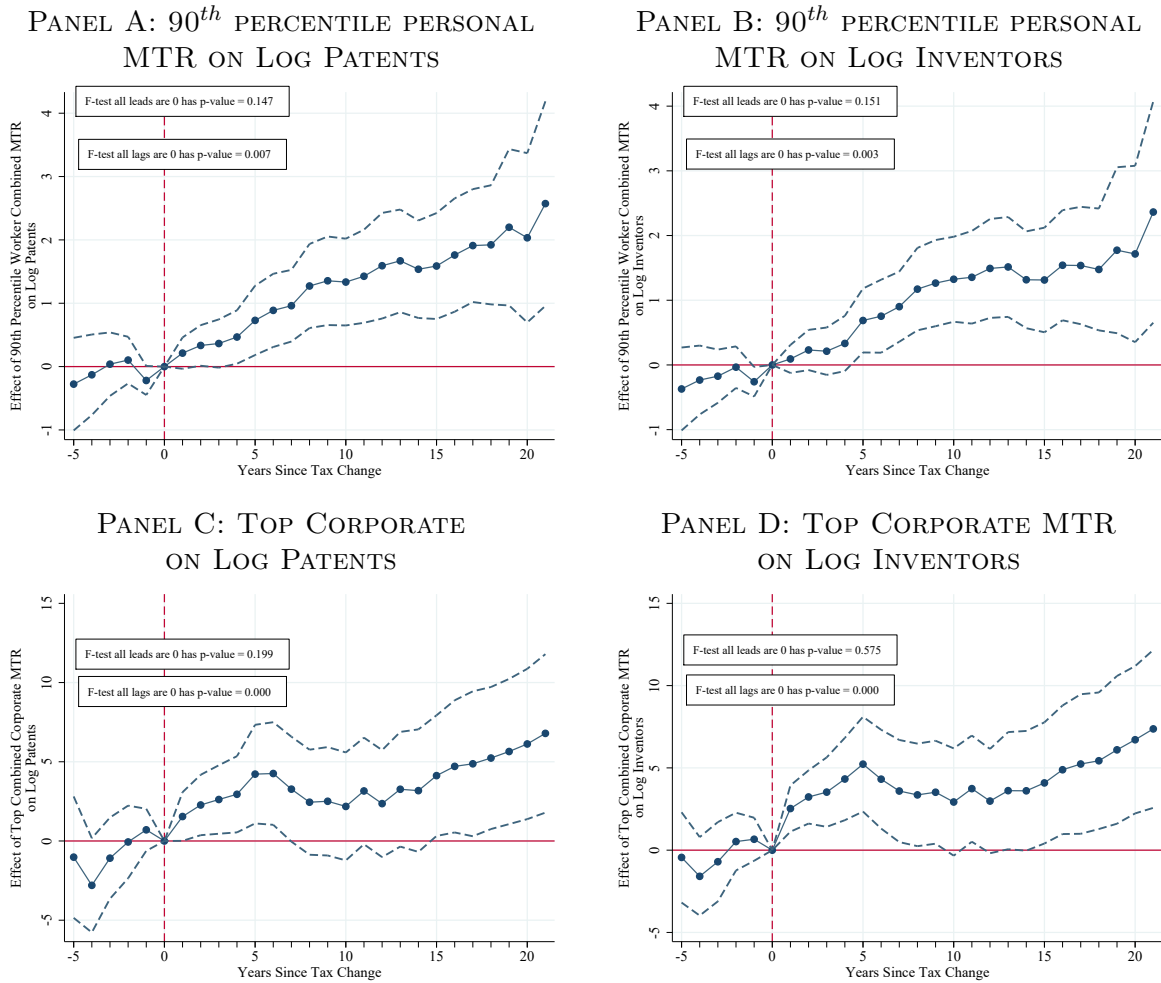 PANEL A: 90th PERCENTILE PERSONAL
MTR ON LOG PATENTS
F-test all leads are 0 has p-value = 0.147
F-test all lags are 0 has p-value = 0.007
Effect of 90th Percentile Worker Combined MTR
on Log Patents
4
3
2
1
0
-1
-5 0 5 10 15 20
Years Since Tax Change
PANEL B: 90th PERCENTILE PERSONAL
MTR ON LOG INVENTORS
F-test all leads are 0 has p-value = 0.151
F-test all lags are 0 has p-value = 0.003
Effect of 90th Percentile Worker Combined MTR
on Log Inventors
4
3
2
1
0
-1
-5 0 5 10 15 20
Years Since Tax Change
PANEL C: TOP CORPORATE
ON LOG PATENTS
F-test all leads are 0 has p-value = 0.199
F-test all lags are 0 has p-value = 0.000
Effect of Top Combined Corporate MTR
on Log Patents
15
10
5
0
-5
-5 0 5 10 15 20
Years Since Tax Change
PANEL D: TOP CORPORATE MTR
ON LOG INVENTORS
F-test all leads are 0 has p-value = 0.575
F-test all lags are 0 has p-value = 0.000
Effect of Top Combined Corporate MTR
on Log Inventors
15
10
5
0
-5
-5 0 5 10 15 20
Years Since Tax Change